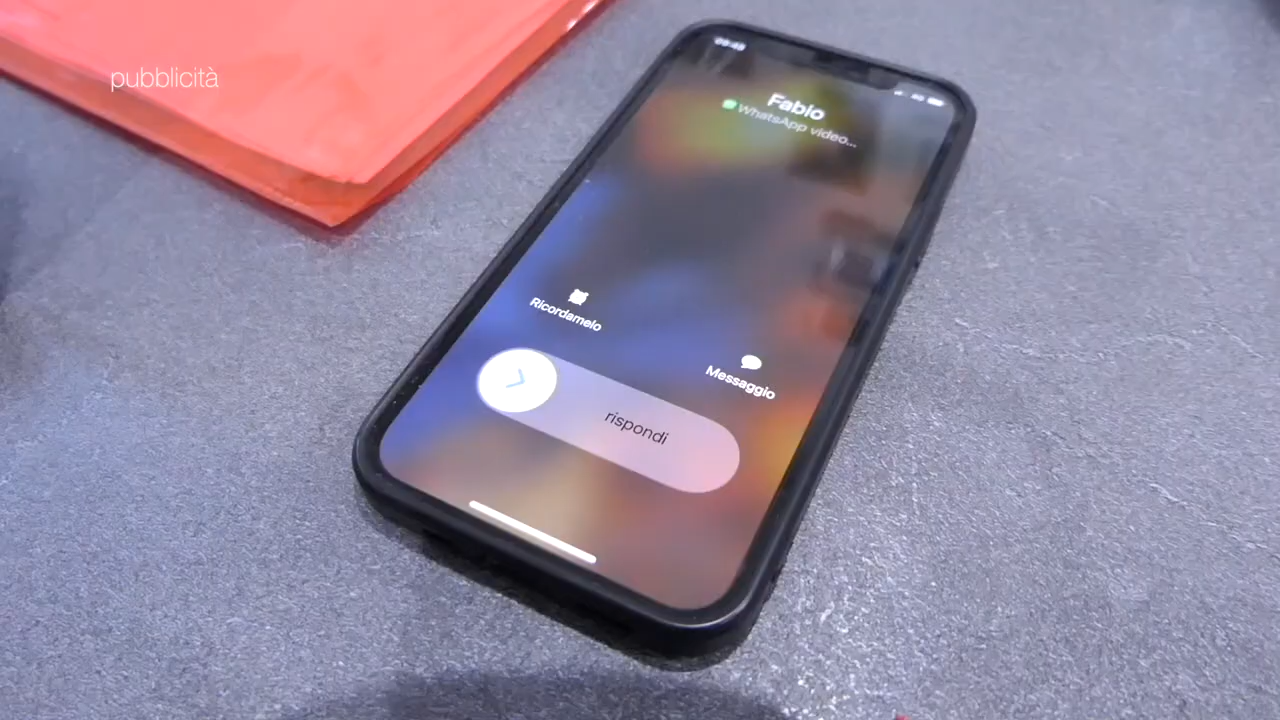 pubblicità
Fabio
WhatsApp video...
Ricordamelo
Messaggio
rispondi